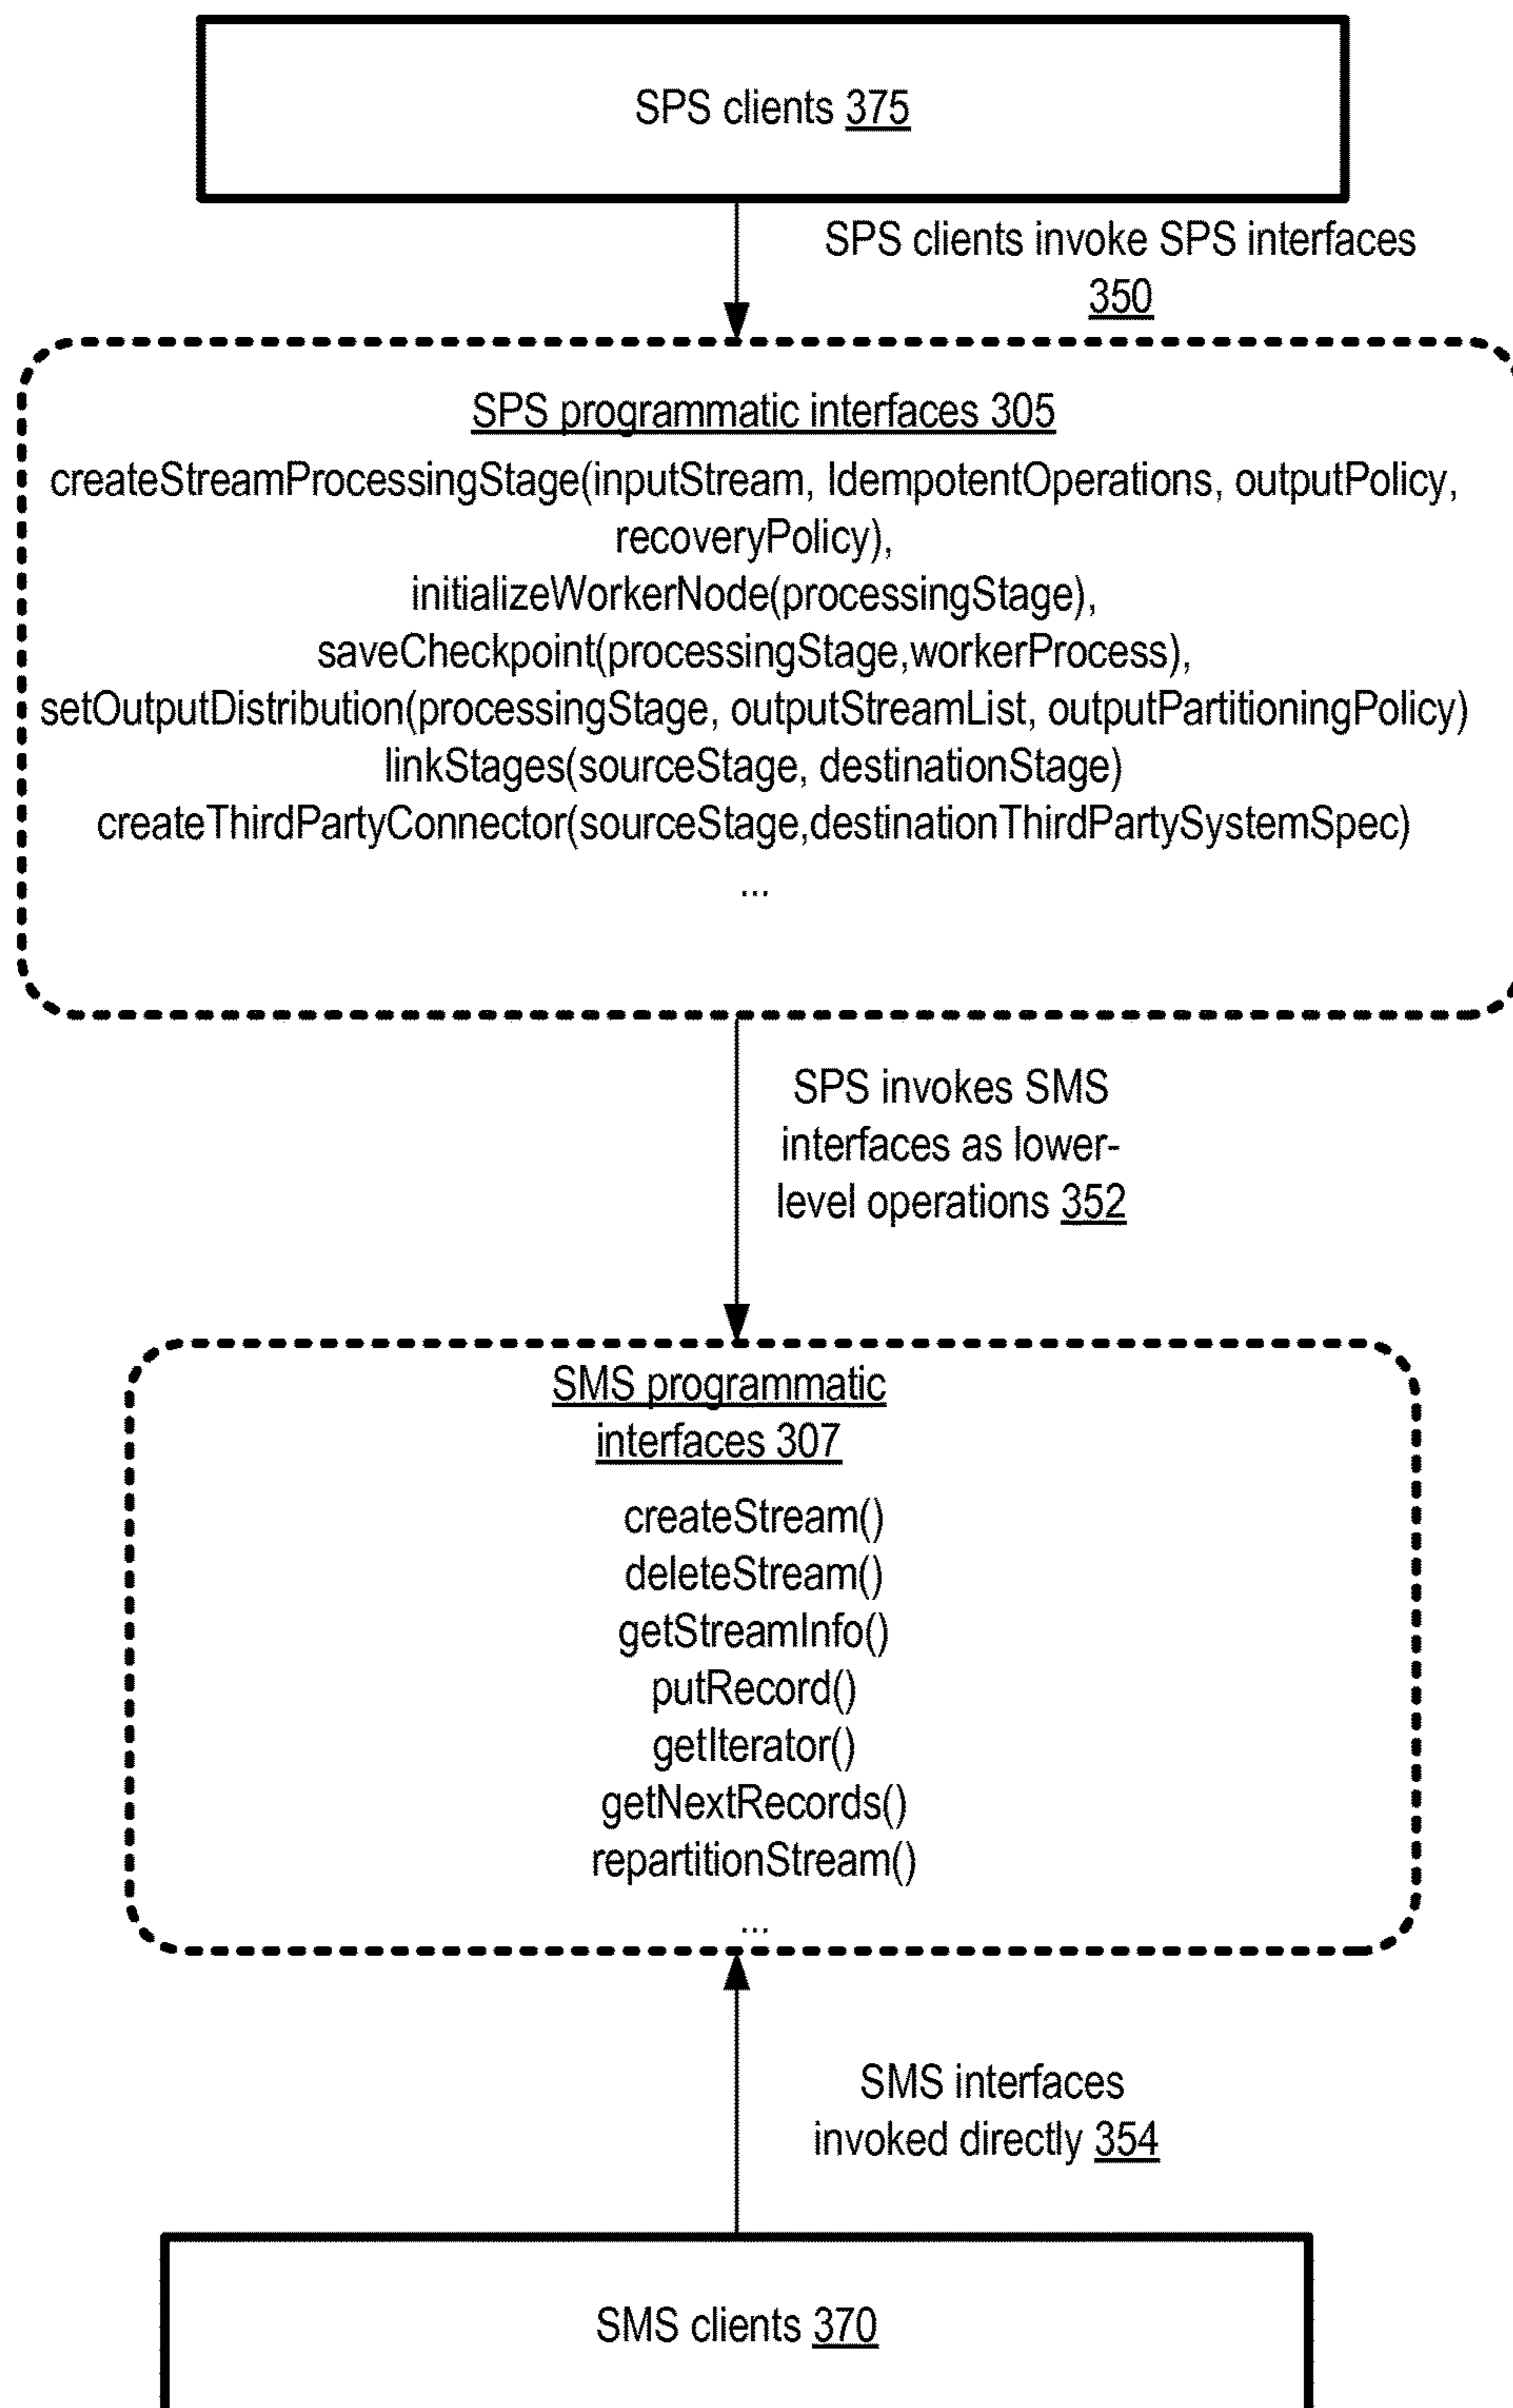 SPS clients 375
SPS clients invoke SPS interfaces
350
SPS programmatic interfaces 305
createStreamProcessingStage(inputStream, IdempotentOperations, outputPolicy,
recoveryPolicy),
initializeWorkerNode(processingStage),
saveCheckpoint(processingStage,workerProcess),
setOutputDistribution(processingStage, outputStreamList, outputPartitioningPolicy)
linkStages(sourceStage, destinationStage)
createThirdPartyConnector(sourceStage,destinationThirdPartySystemSpec)
...
SPS invokes SMS
interfaces as lower-
level operations 352
SMS programmatic
interfaces 307
createStream()
deleteStream()
getStreamInfo()
putRecord()
getIterator()
getNextRecords()
repartitionStream()
...
SMS interfaces
invoked directly 354
SMS clients 370